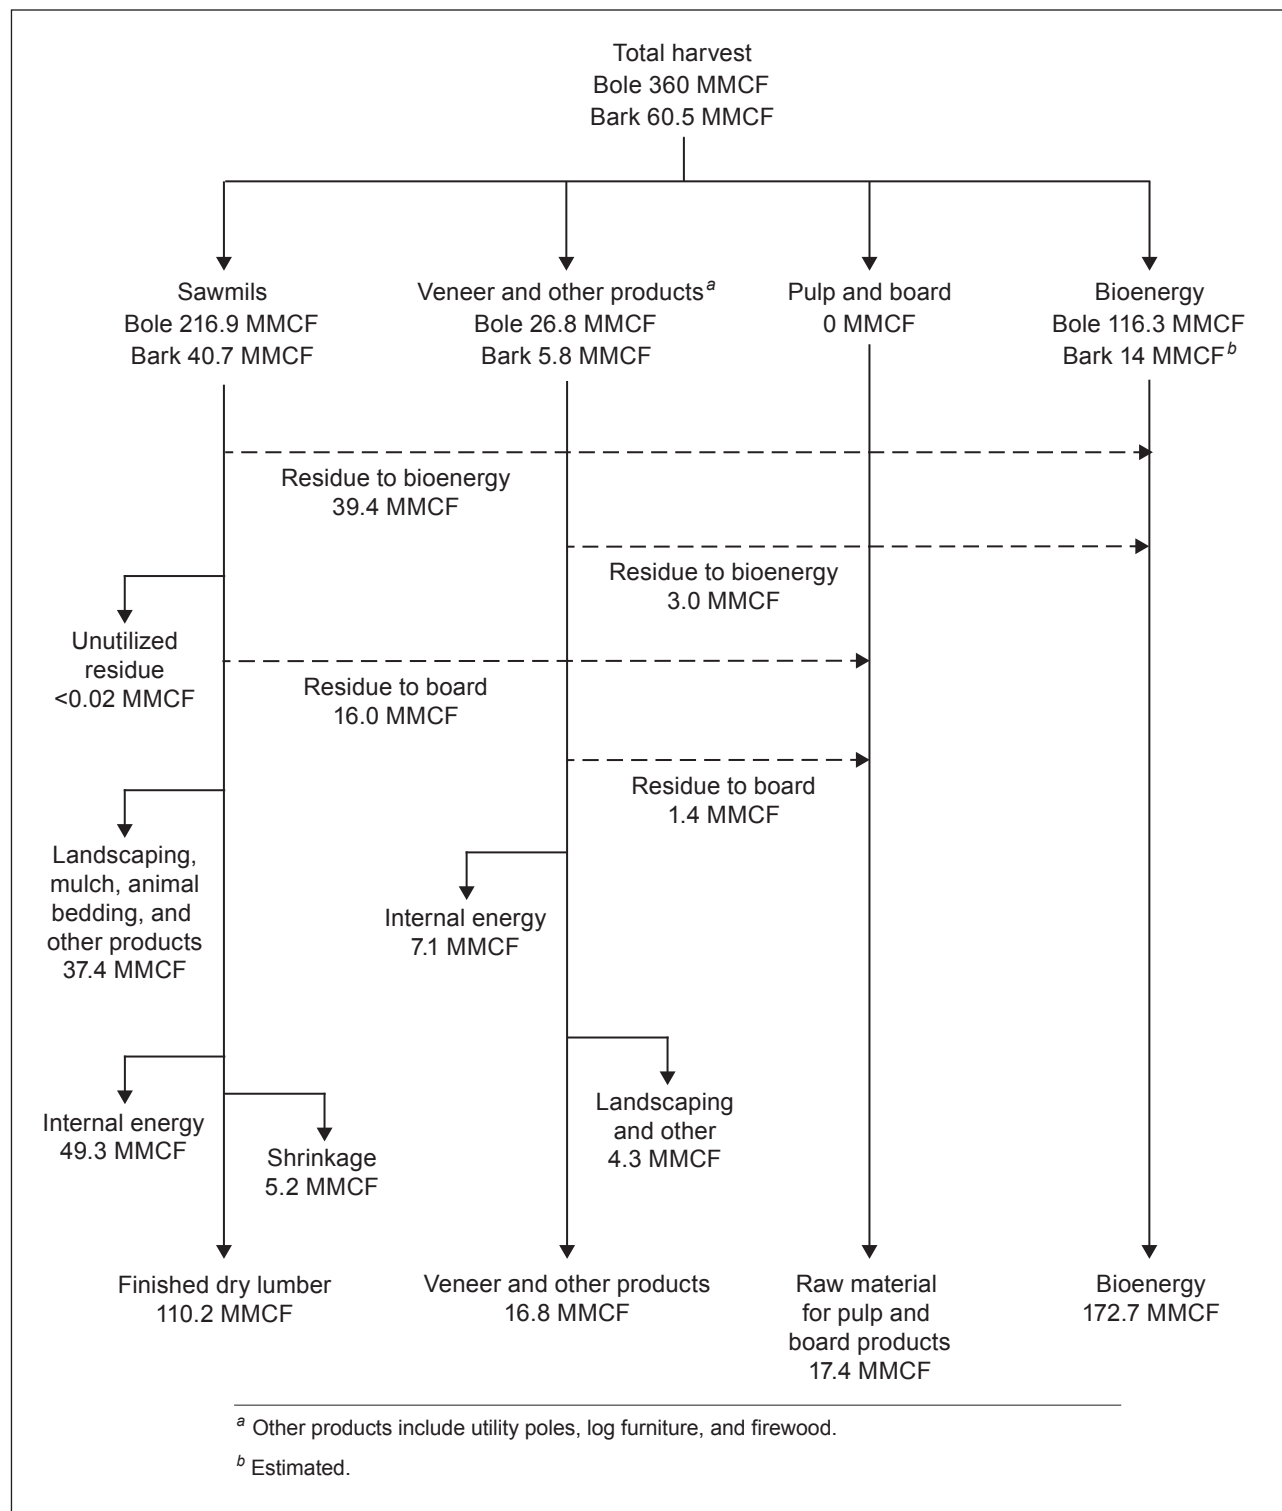 Total harvest
Bole 360 MMCF
Bark 60.5 MMCF
Sawmils
Bole 216.9 MMCF
Bark 40.7 MMCF
Veneer and other products a
Bole 26.8 MMCF
Bark 5.8 MMCF
Pulp and board
0 MMCF
Bioenergy
Bole 116.3 MMCF
Bark 14 MMCF b
Residue to bioenergy
39.4 MMCF
Residue to bioenergy
3.0 MMCF
Unutilized
residue
<0.02 MMCF
Residue to board
16.0 MMCF
Residue to board
1.4 MMCF
Landscaping,
mulch, animal
bedding, and
other products
37.4 MMCF
Internal energy
7.1 MMCF
Internal energy
49.3 MMCF
Shrinkage
5.2 MMCF
Landscaping
and other
4.3 MMCF
Finished dry lumber
110.2 MMCF
Veneer and other products
16.8 MMCF
Raw material
for pulp and
board products
17.4 MMCF
Bioenergy
172.7 MMCF
a Other products include utility poles, log furniture, and firewood.
b Estimated.